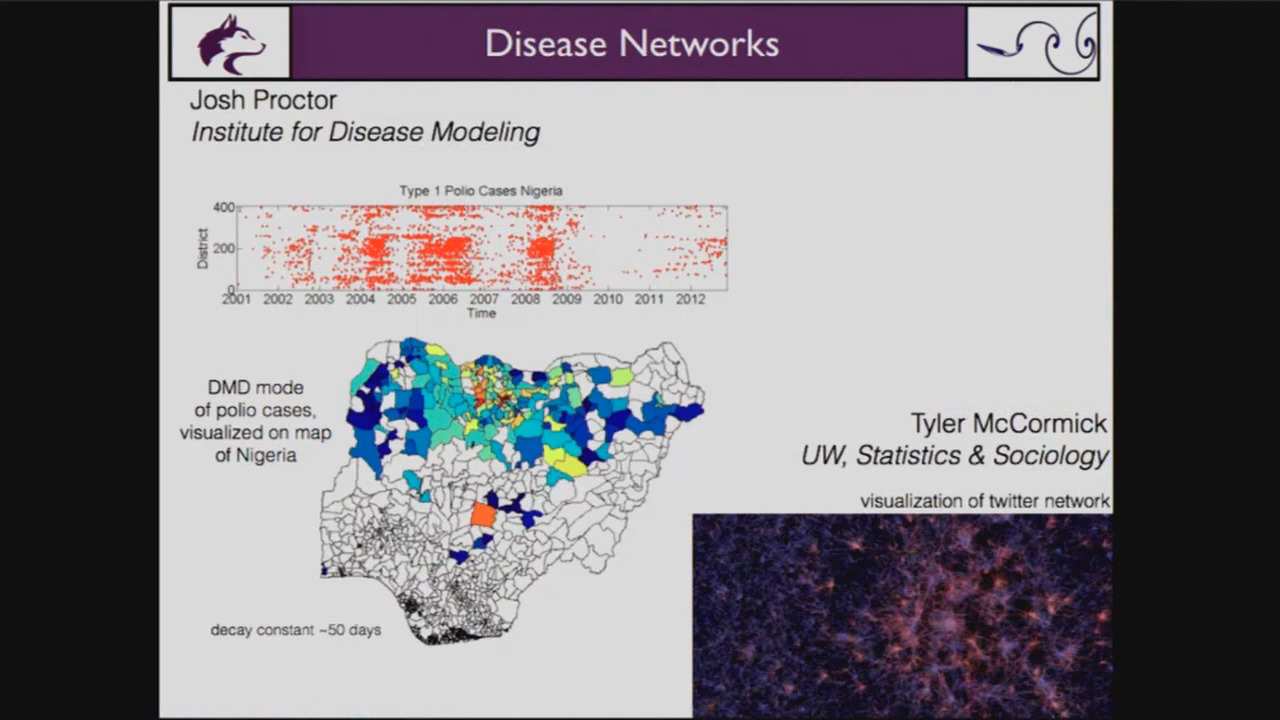 Disease Networks
Josh Proctor
Institute for Disease Modeling
Type 1 Polio Cases Nigeria
400
200
0
District
2001 2002 2003 2004 2005 2006 2007 2008 2009 2010 2011 2012
Time
DMD mode
of polio cases,
visualized on map
of Nigeria
decay constant ~50 days
Tyler McCormick
UW, Statistics & Sociology
visualization of twitter network